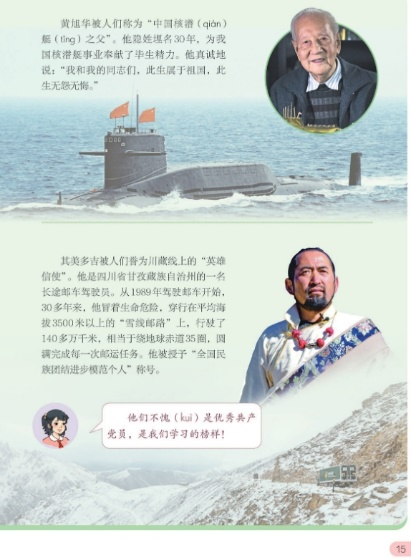 黄旭华被人们称为“中国核潜（qián）
艇（tǐng）之父”。他隐姓埋名30年，为我
国核潜艇事业奉献了毕生精力。他真诚地
说：“我和我的同志们，此生属于祖国，此
生无怨无悔。”
其美多吉被人们誉为川藏线上的“英雄
信使”。他是四川省甘孜藏族自治州的一名
长途邮车驾驶员。从1989年驾驶邮车开始，
30多年来，他冒着生命危险，穿行在平均海
拔3500米以上的“雪线邮路”上，行驶了
140多万千米，相当于绕地球赤道35圈，圆
满完成每一次邮运任务。他被授予“全国民
族团结进步模范个人”称号。
他们不愧（kuì）是优秀共产
党员，是我们学习的榜样！
15